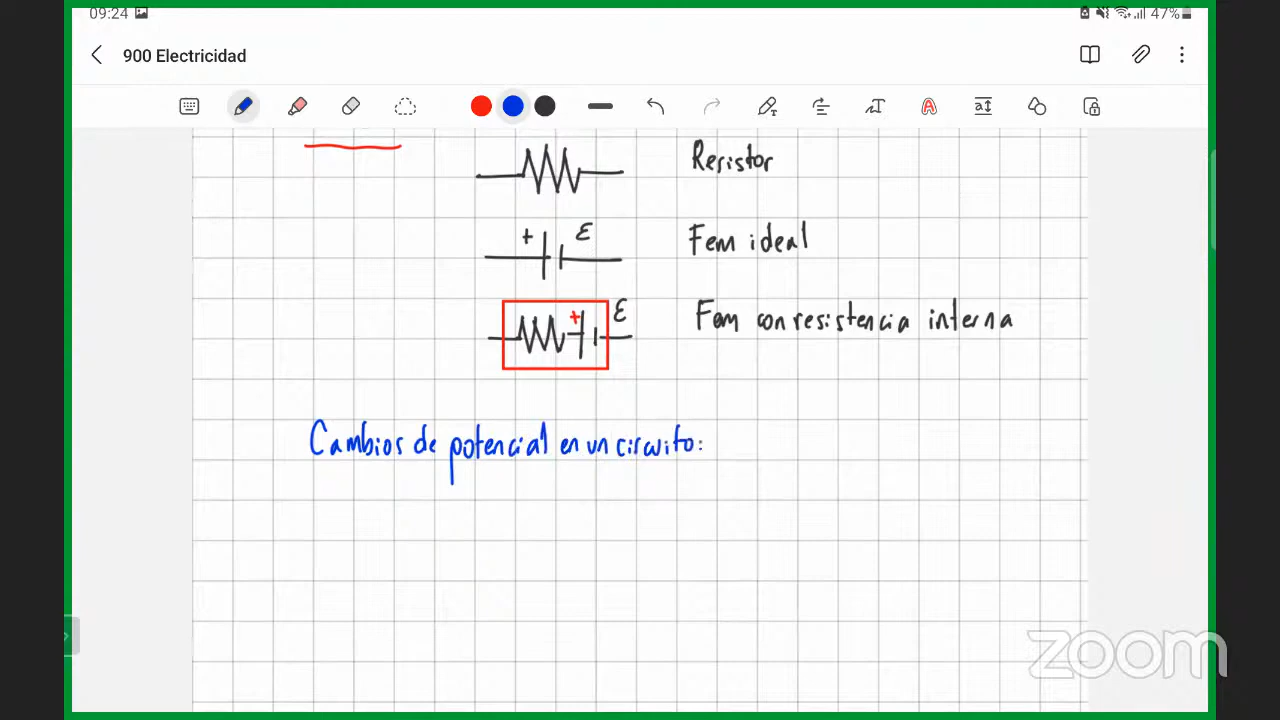 09:24
47%
900 Electricidad
Resistor
+ ε
Fem ideal
+ ε
Fem con resistencia interna
Cambios de potencial en un circuito:
zoom